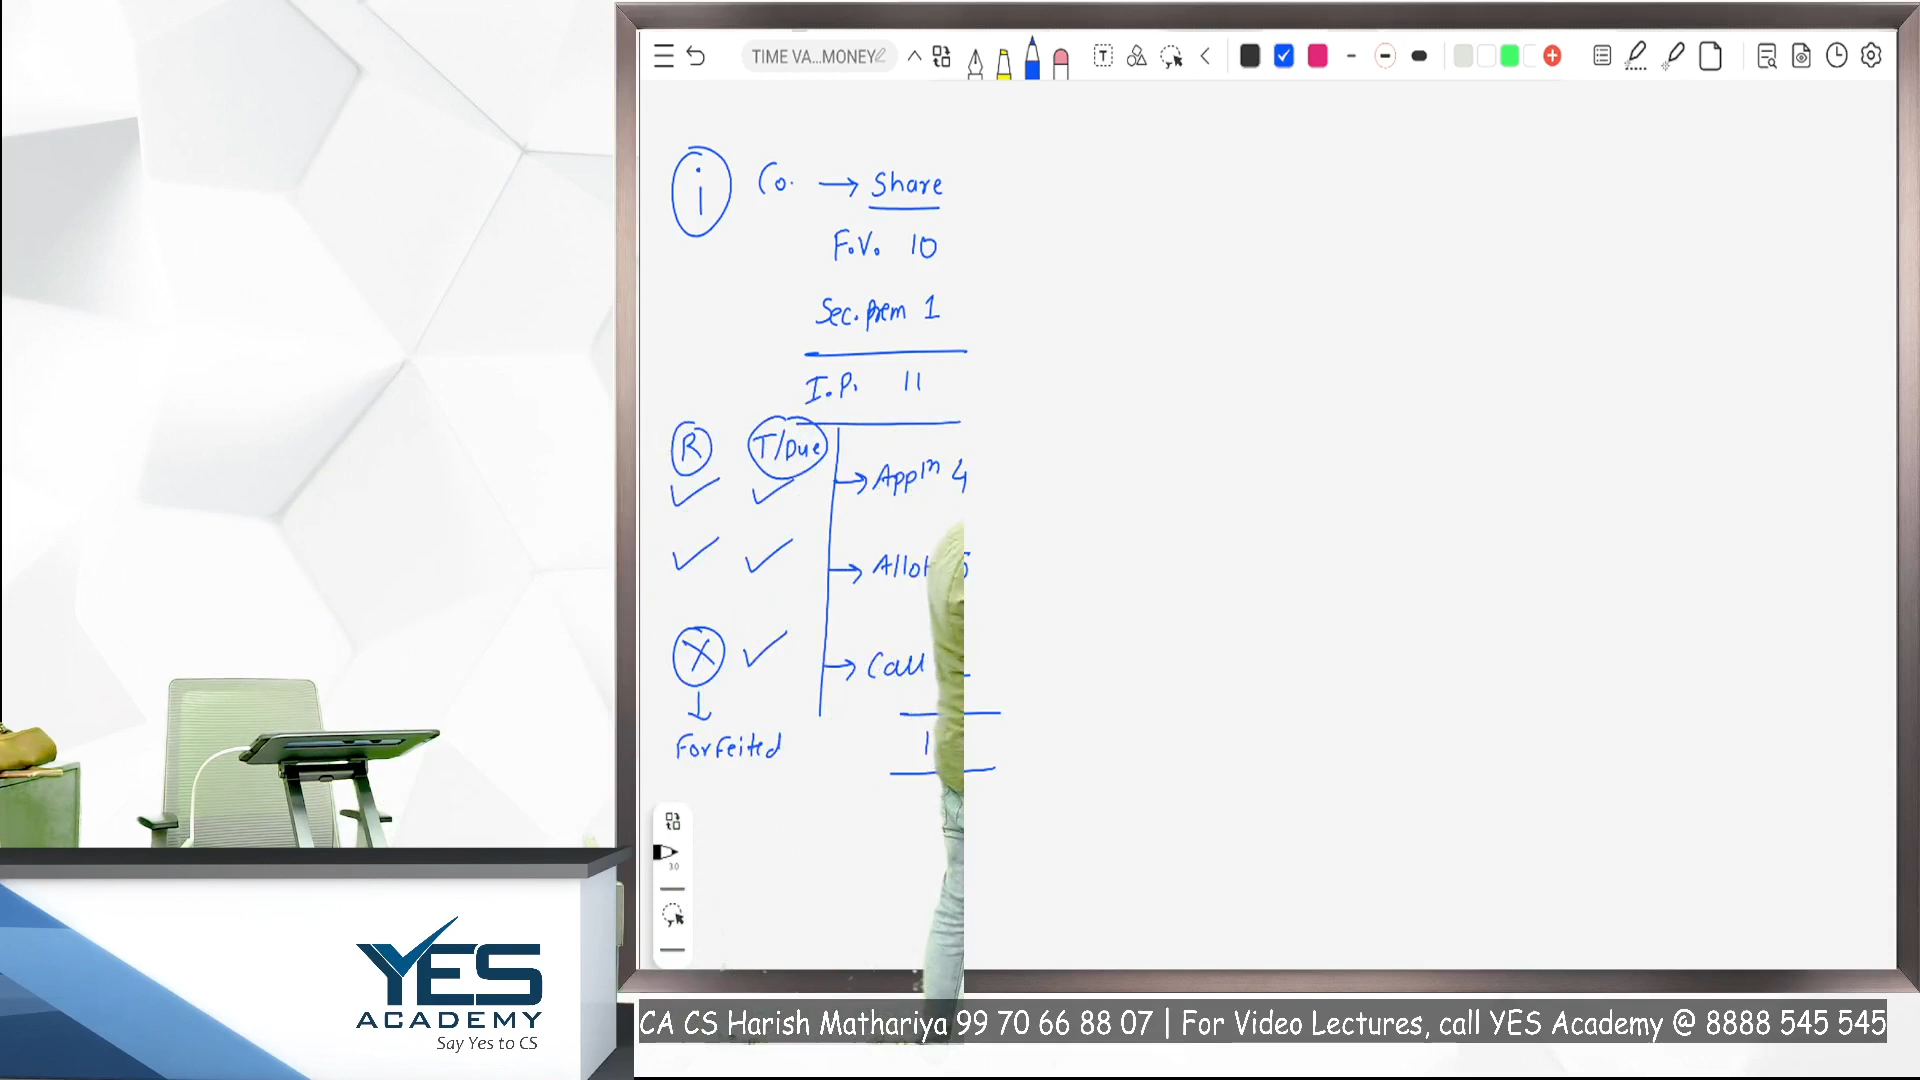 TIME VA...MONEY
i Co. → Share
F.V. 10
Sec. prem 1
I.P. 11
R T/Due
Appln 4
Allot 5
X Call
Forfeited
30
YES
ACADEMY
Say Yes to CS
CA CS Harish Mathariya 99 70 66 88 07 | For Video Lectures, call YES Academy @ 8888 545 545